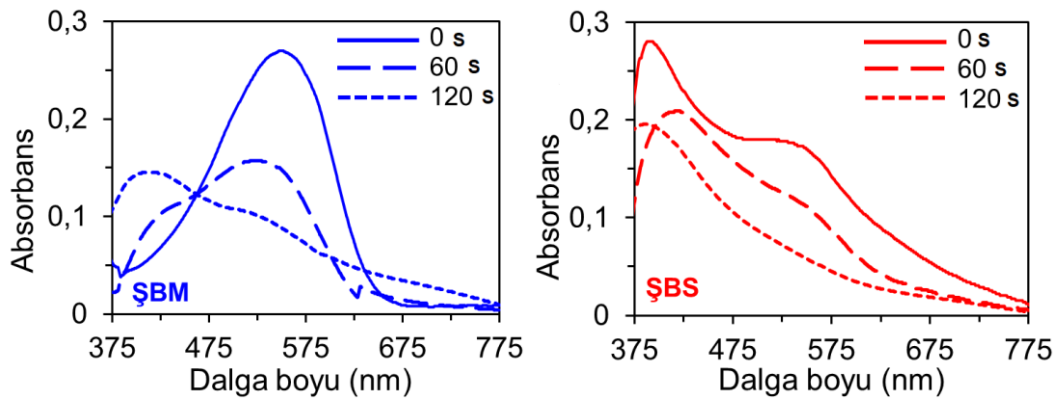 0,3
0,2
0,1
0
Absorbans
0 s
60 s
120 s
ŞBM
375 475 575 675 775
Dalga boyu (nm)
0,3
0,2
0,1
0
Absorbans
0 s
60 s
120 s
ŞBS
375 475 575 675 775
Dalga boyu (nm)